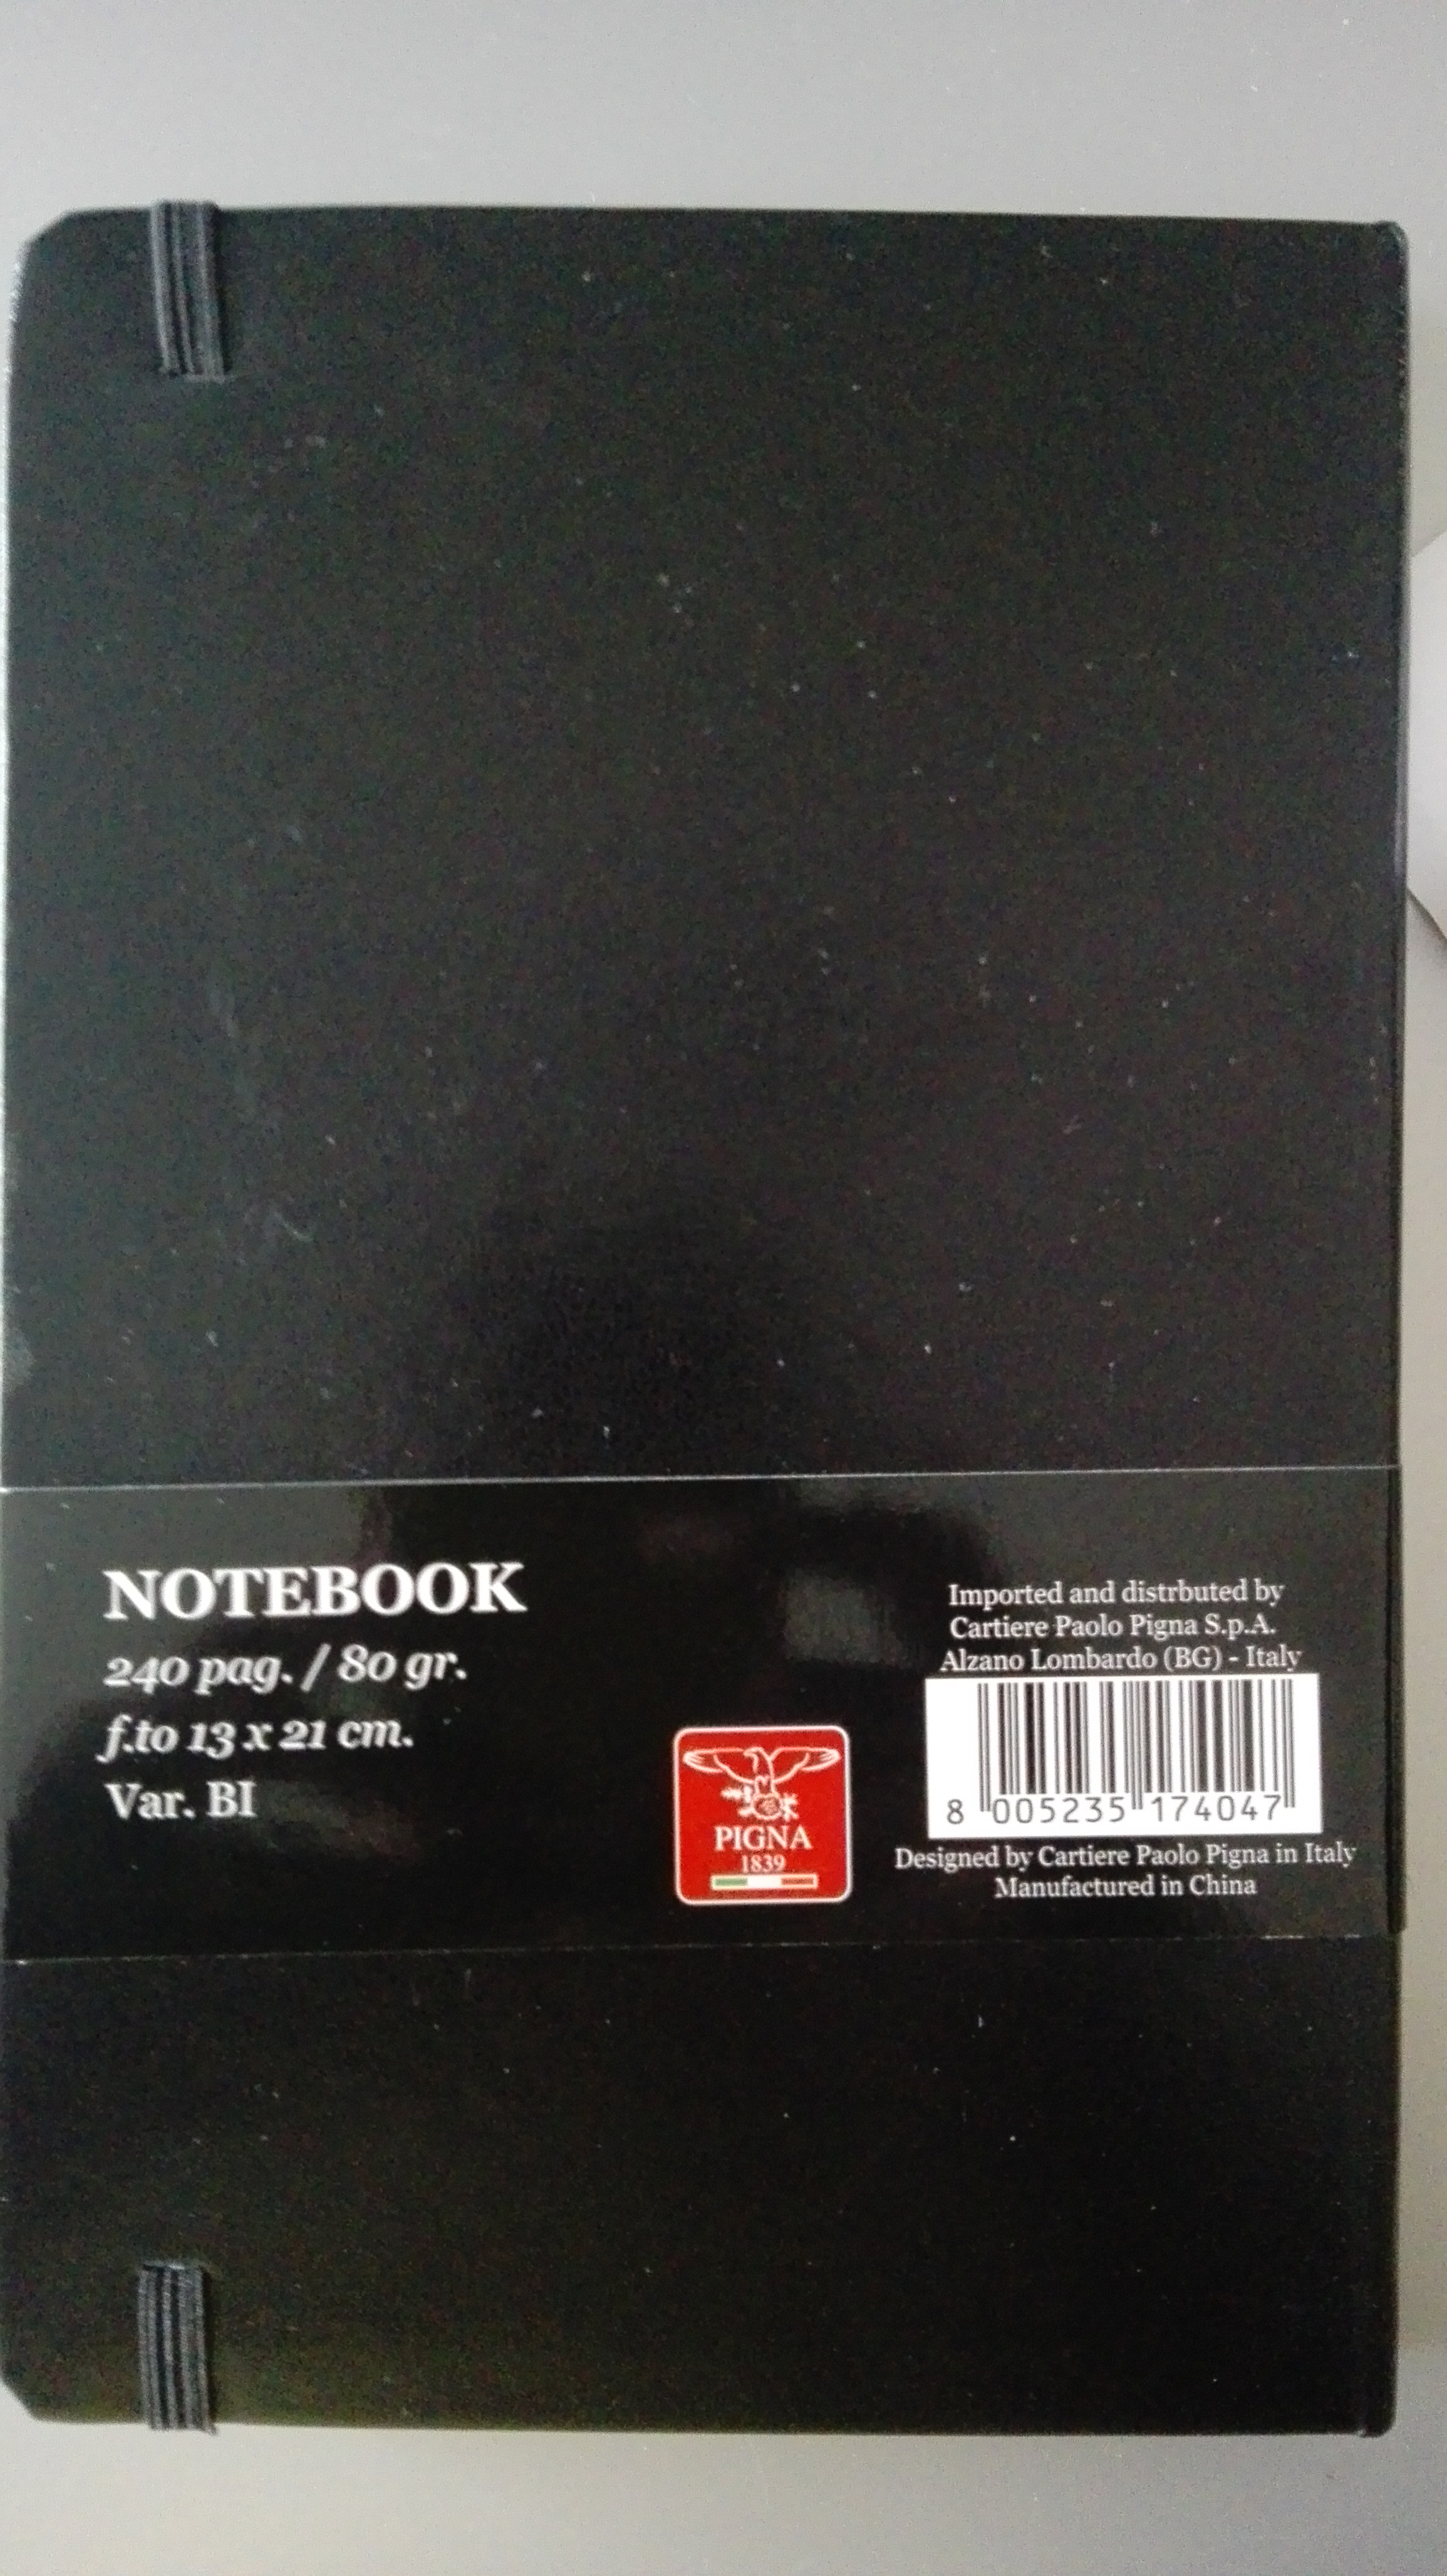 NOTEBOOK
240 pag. / 80 gr.
f.to 13 x 21 cm.
Var. BI
PIGNA
1839
Imported and distrbuted by
Cartiere Paolo Pigna S.p.A.
Alzano Lombardo (BG) - Italy
8 005235 174047
Designed by Cartiere Paolo Pigna in Italy
Manufactured in China